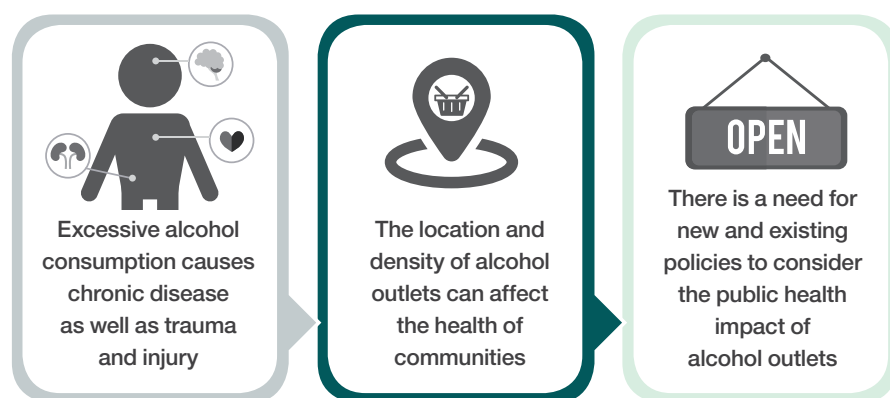 Excessive alcohol
consumption causes
chronic disease
as well as trauma
and injury
The location and
density of alcohol
outlets can affect
the health of
communities
OPEN
There is a need for
new and existing
policies to consider
the public health
impact of
alcohol outlets